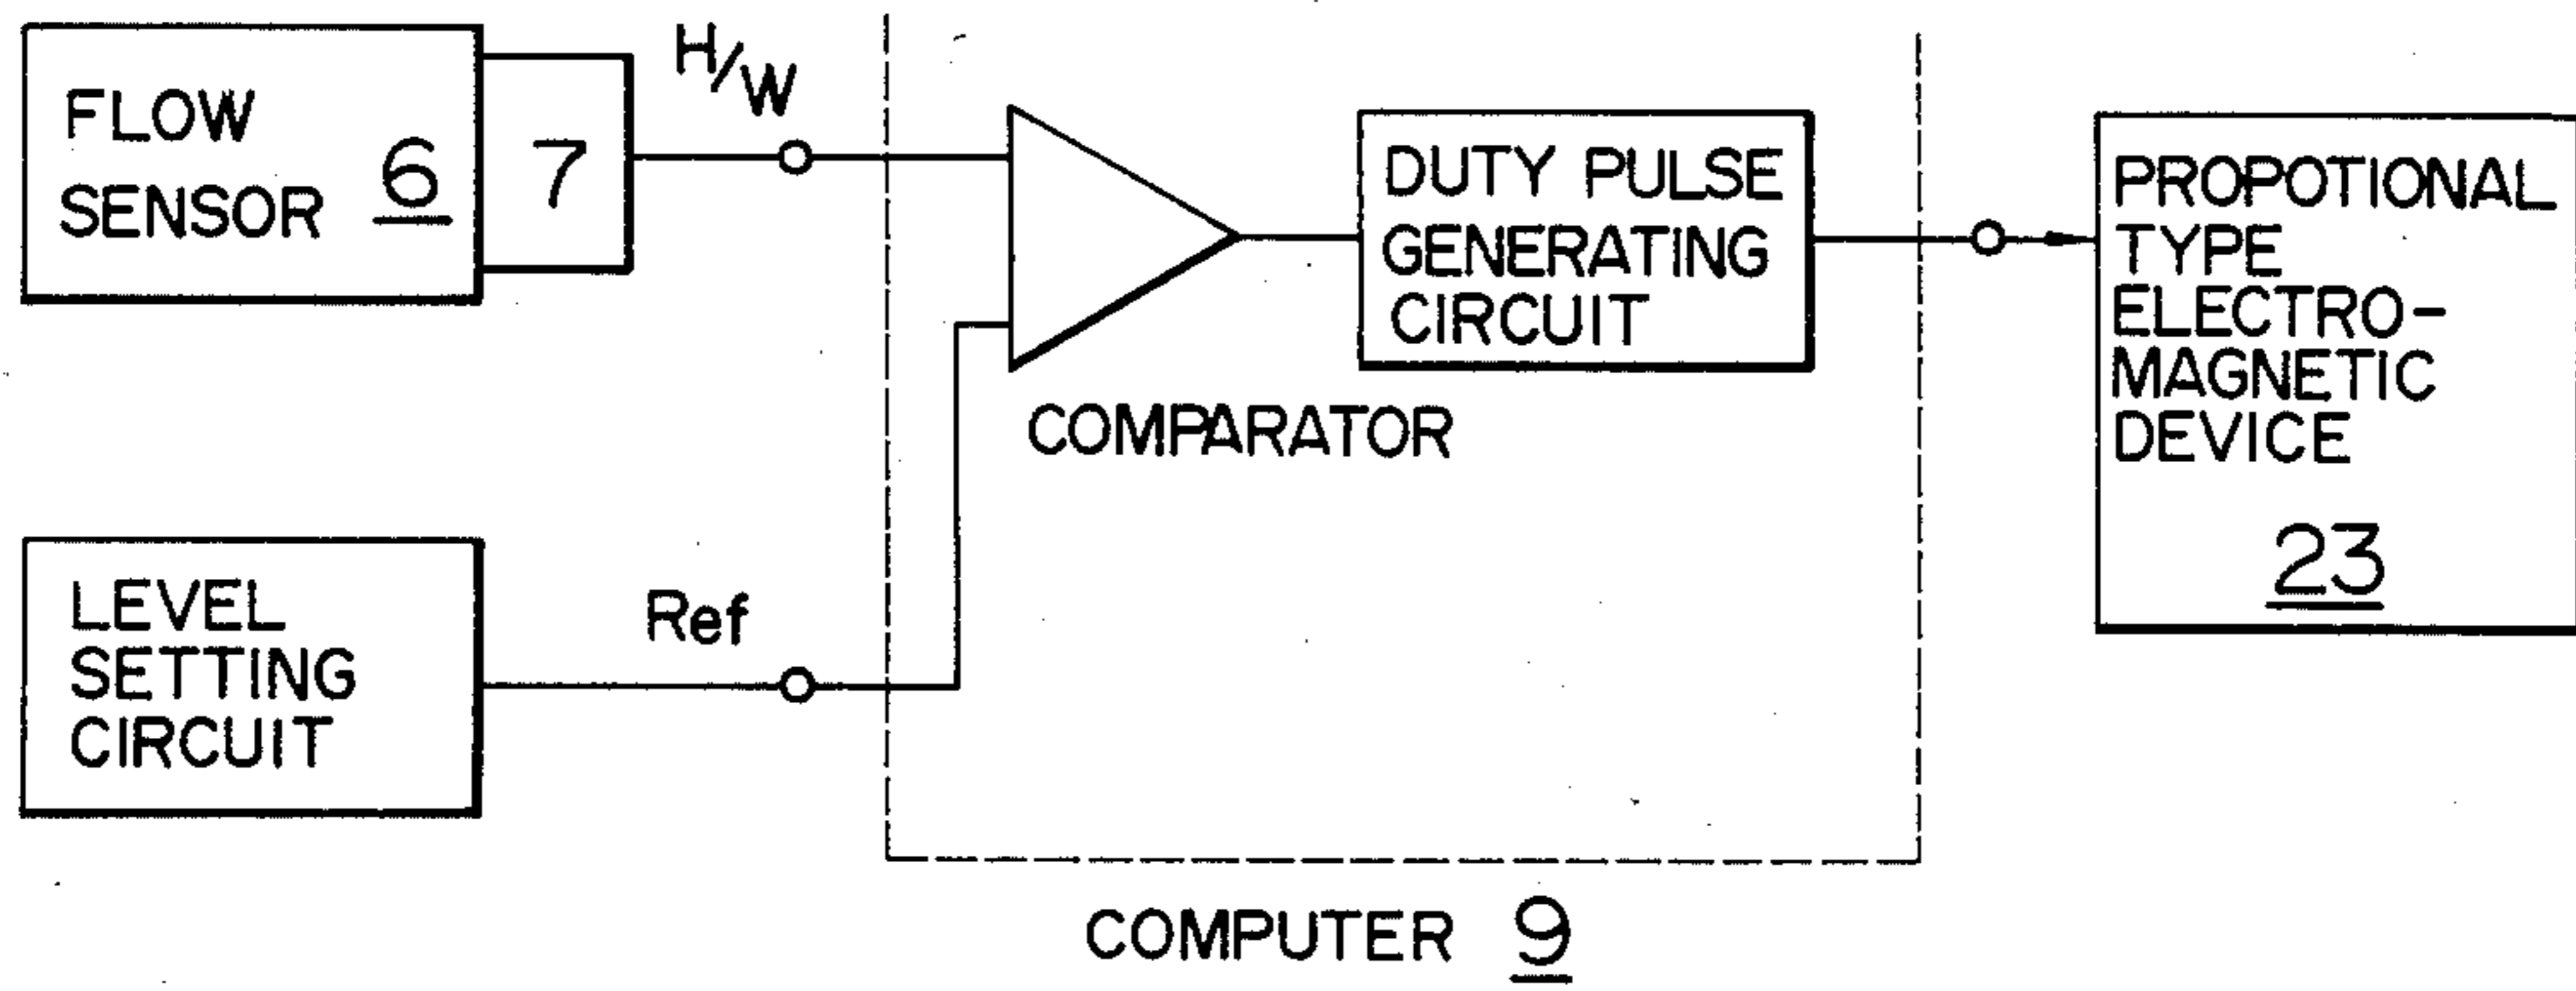 FLOW
SENSOR 6
7
H/W
COMPARATOR
DUTY PULSE
GENERATING
CIRCUIT
PROPOTIONAL
TYPE
ELECTRO-
MAGNETIC
DEVICE
23
LEVEL
SETTING
CIRCUIT
Ref
COMPUTER 9